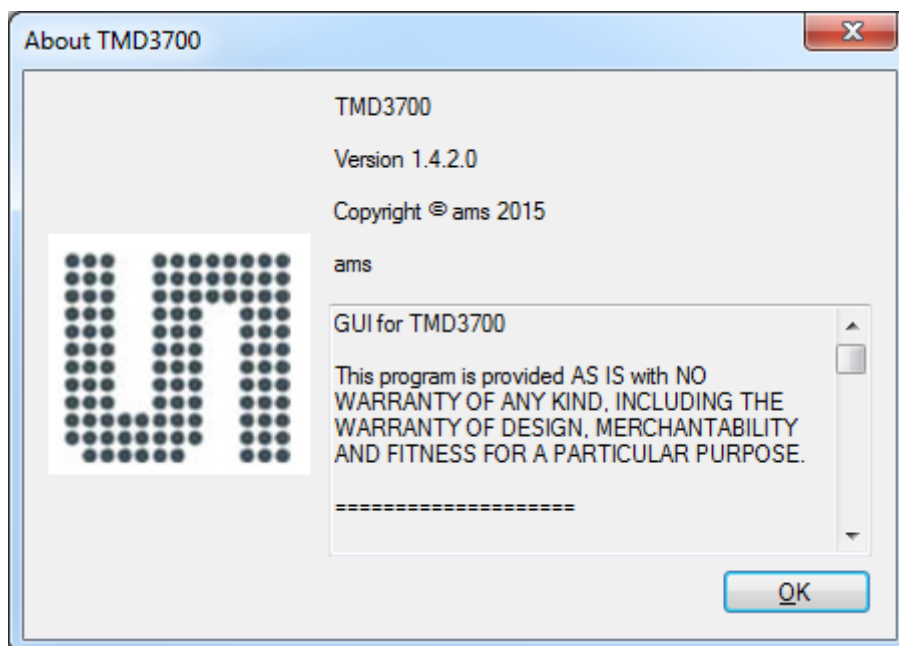 About TMD3700
TMD3700
Version 1.4.2.0
Copyright © ams 2015
ams
GUI for TMD3700
This program is provided AS IS with NO
WARRANTY OF ANY KIND, INCLUDING THE
WARRANTY OF DESIGN, MERCHANTABILITY
AND FITNESS FOR A PARTICULAR PURPOSE.
====================
OK